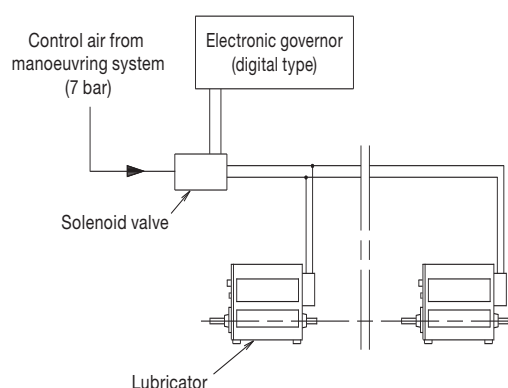 Control air from
manoeuvring system
(7 bar)
Electronic governor
(digital type)
Solenoid valve
Lubricator